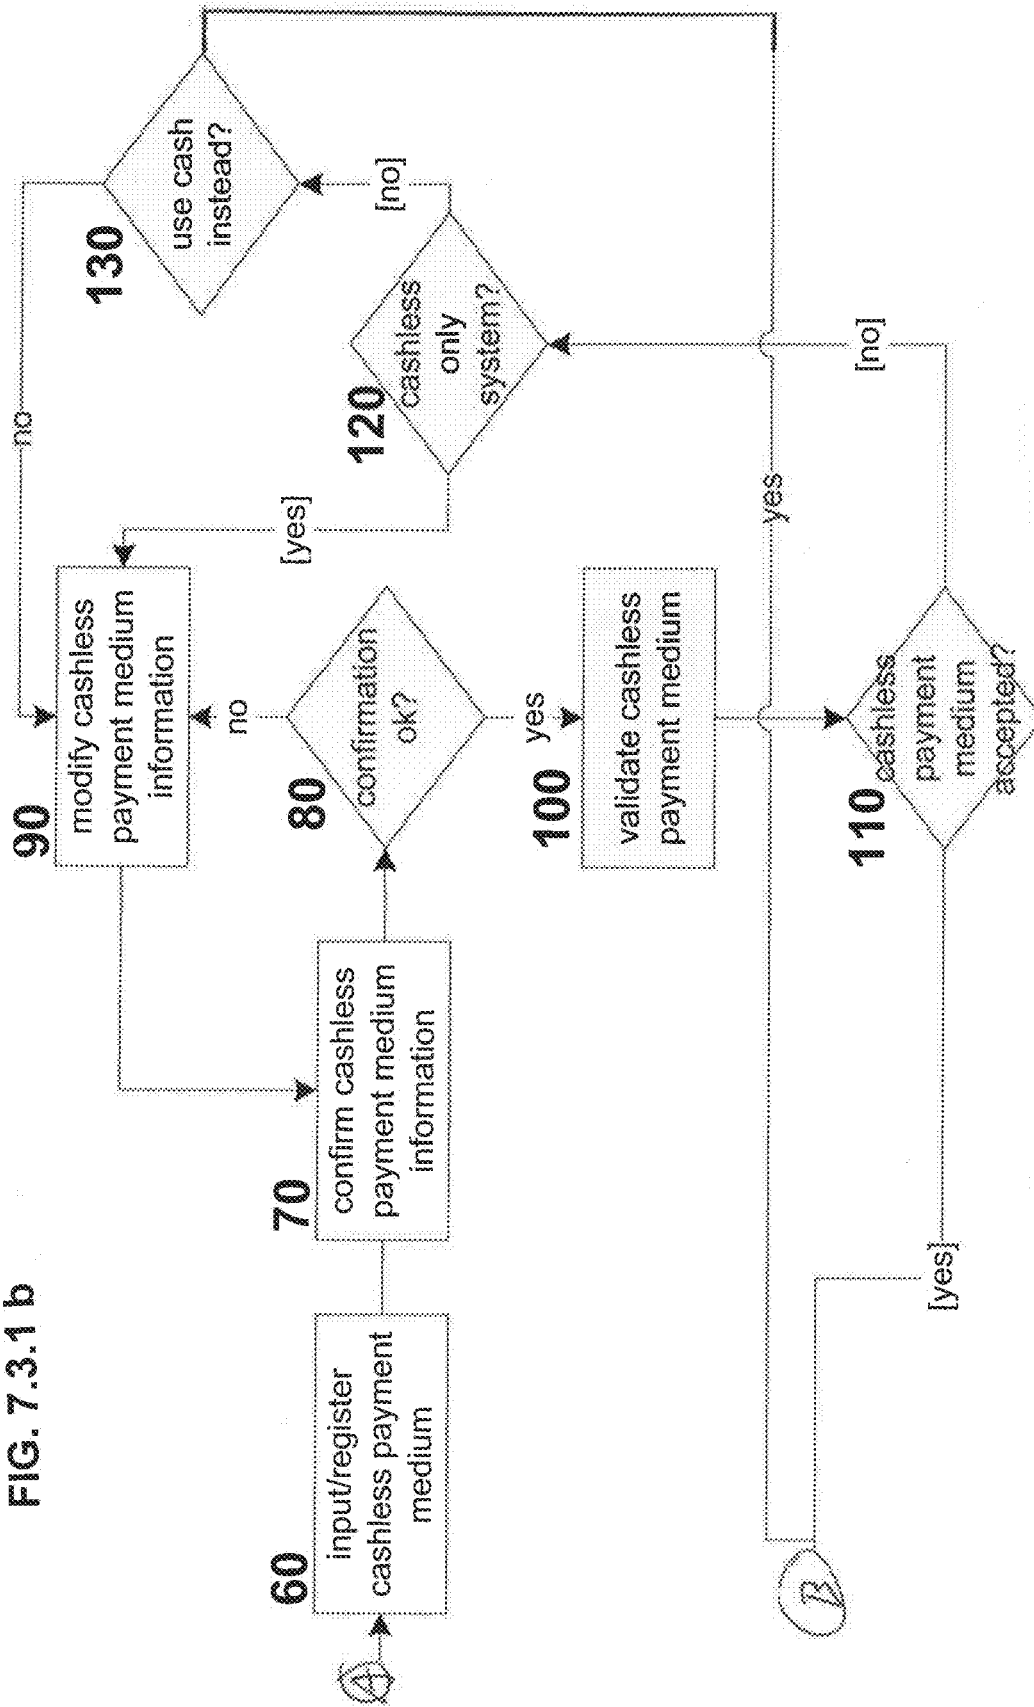 FIG. 7.3.1 b
A
60
input/register
cashless payment
medium
70
confirm cashless
payment medium
information
80
confirmation
ok?
no
90
modify cashless
payment medium
information
yes
100
validate cashless
payment medium
110
cashless
payment
medium
accepted?
[yes]
[no]
120
cashless
only
system?
[yes]
[no]
130
use cash
instead?
no
yes
B